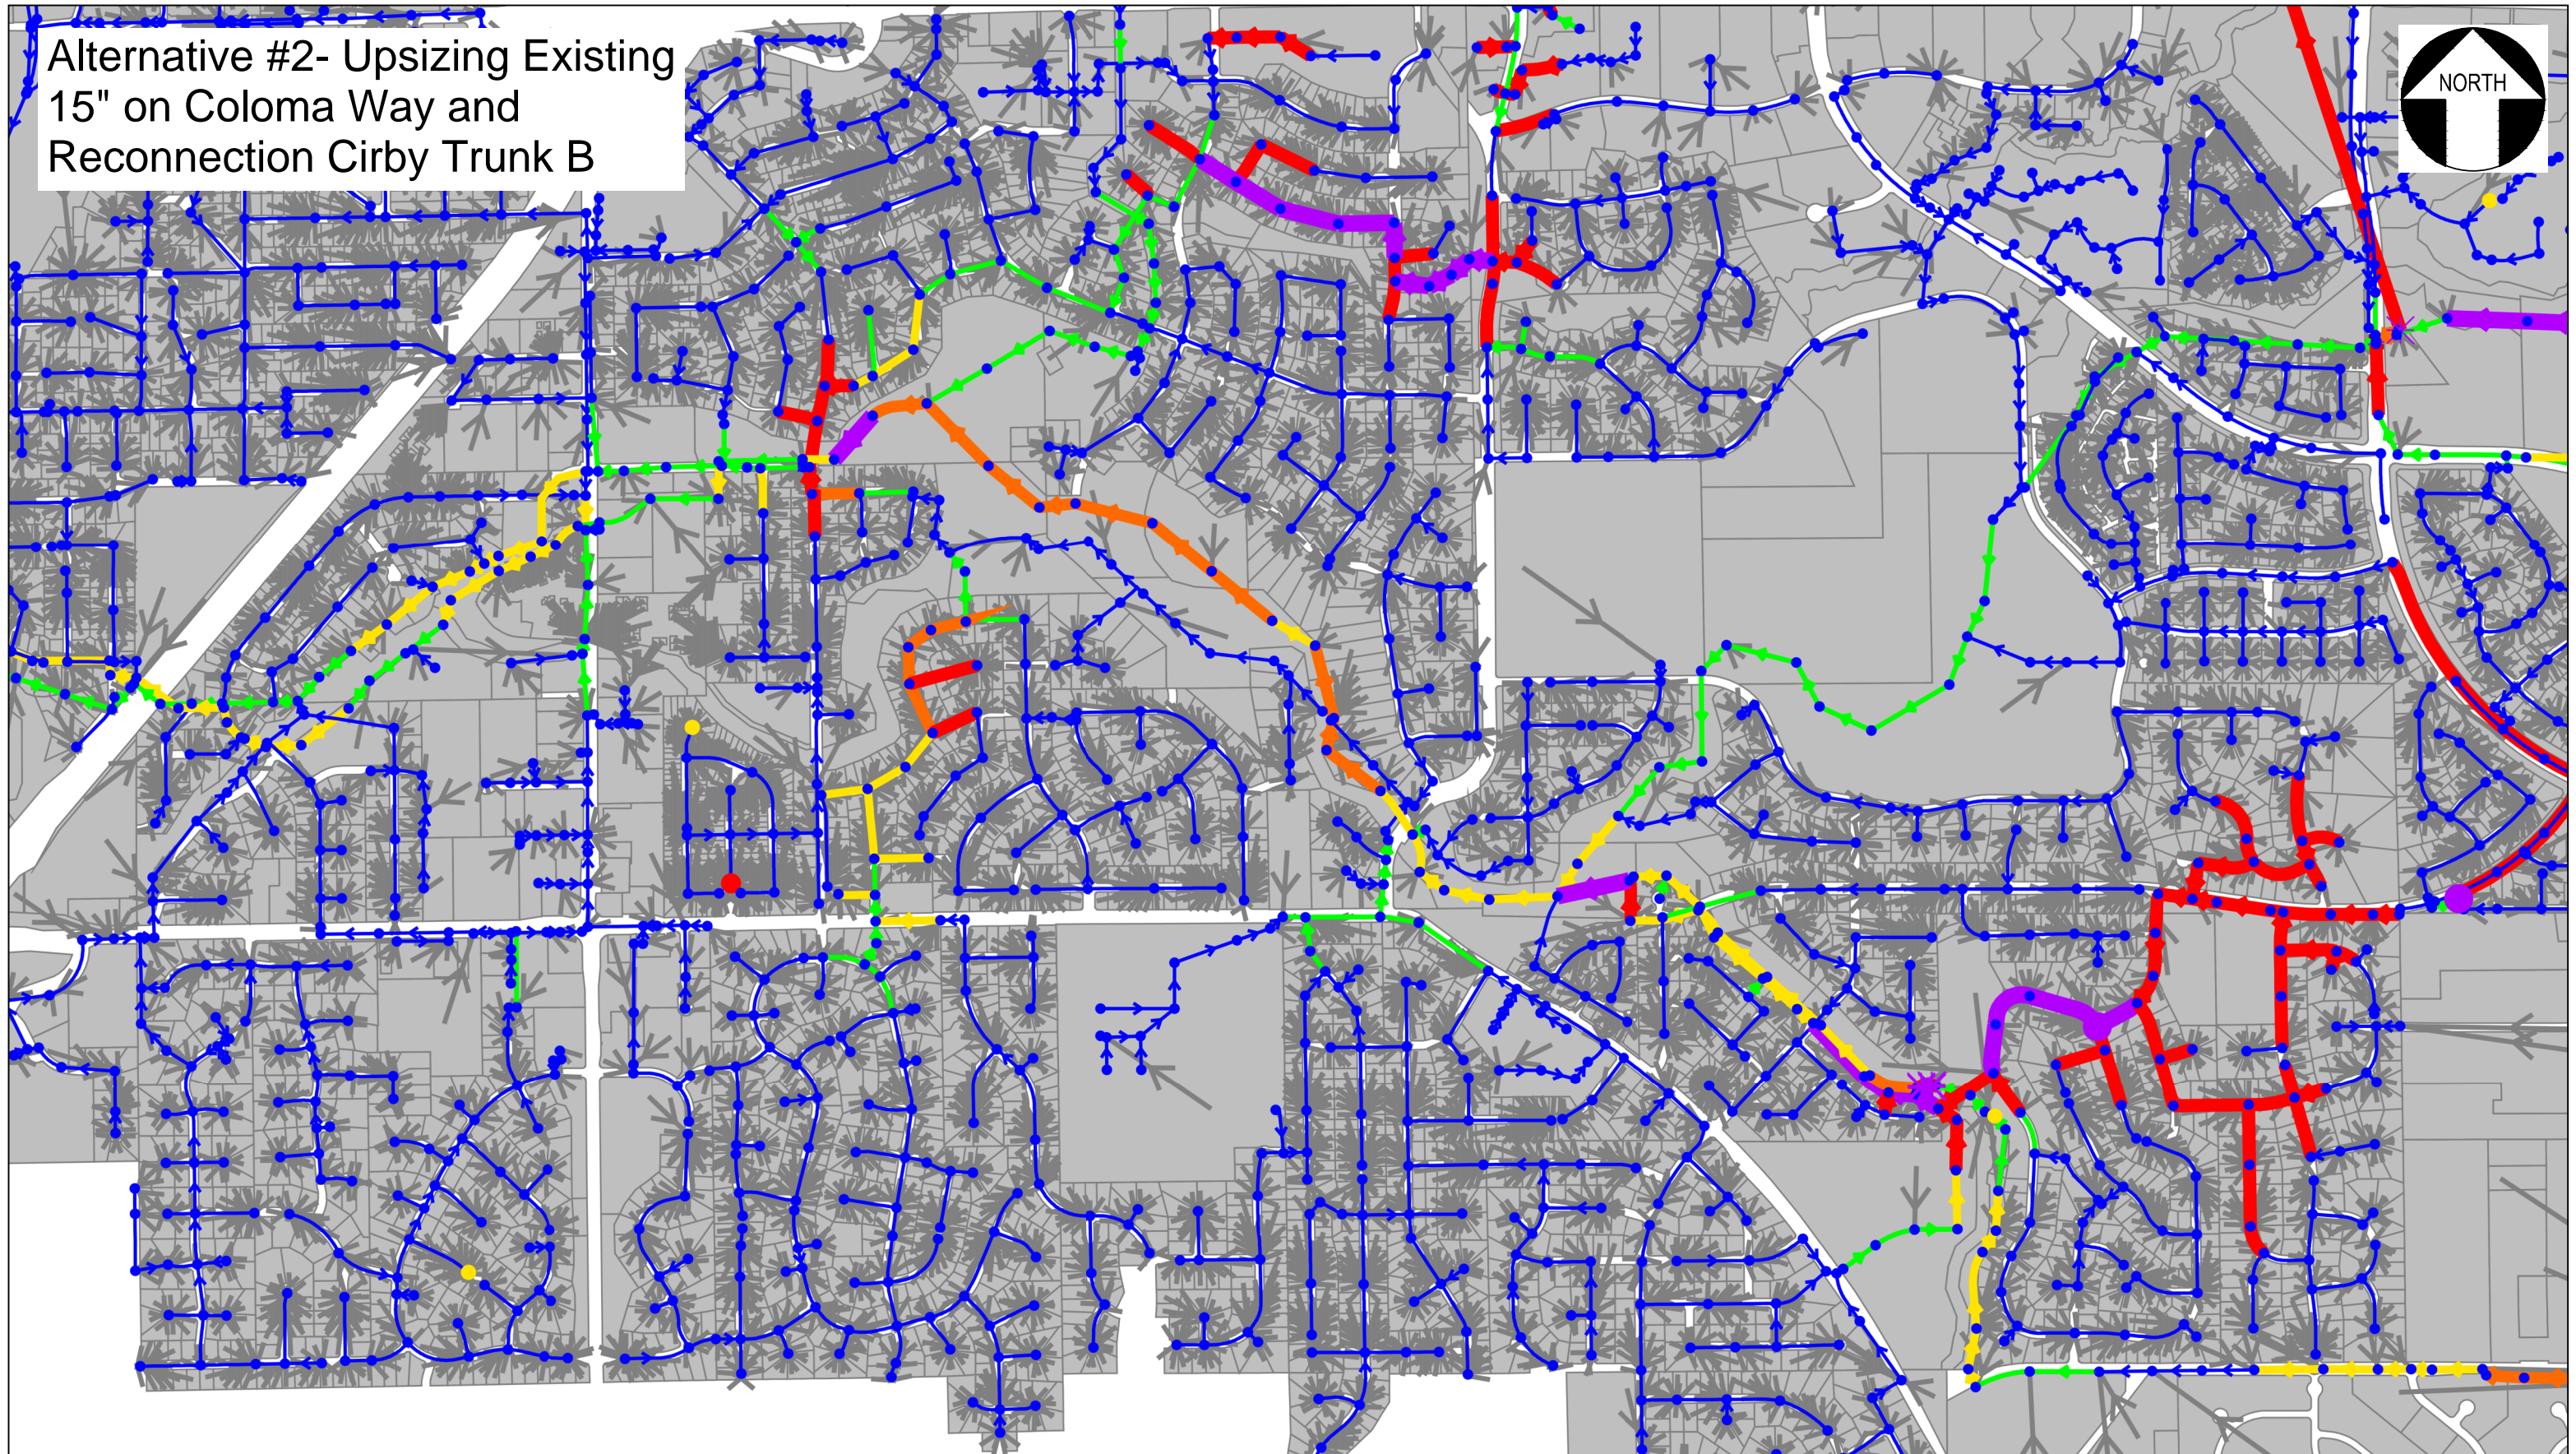 Alternative #2- Upsizing Existing
15" on Coloma Way and
Reconnection Cirby Trunk B
NORTH